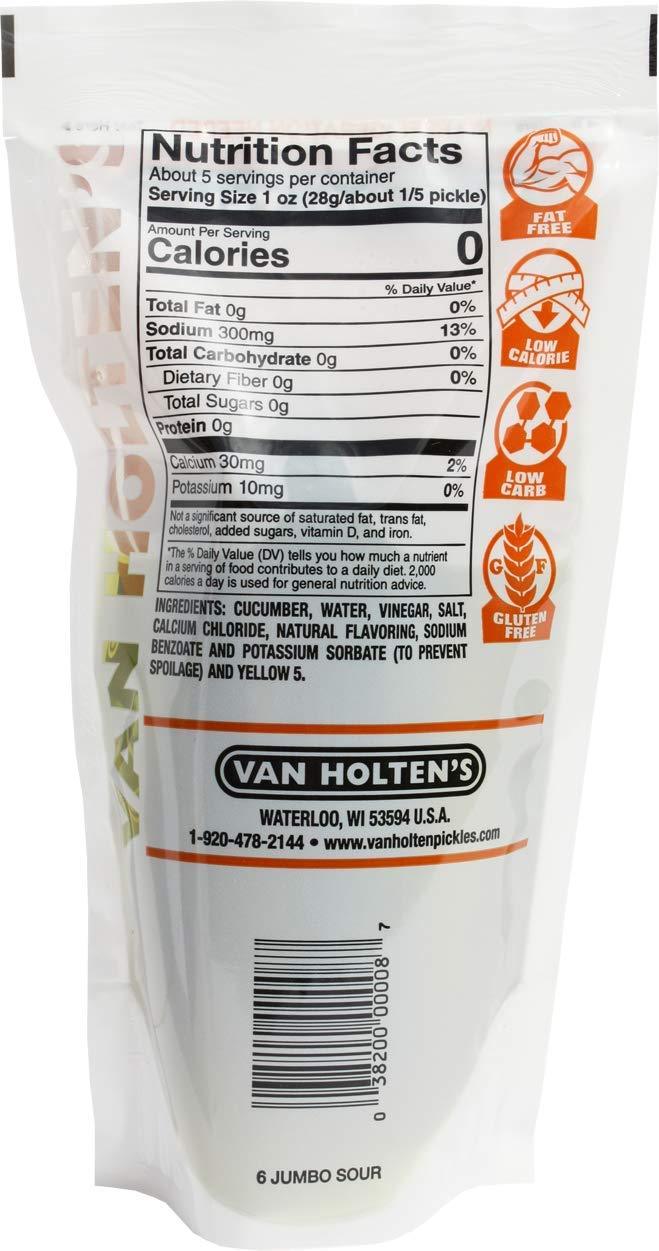 Nutrition Facts
About 5 servings per container
Serving Size 1 oz (28g/about 1/5 pickle)
Amount Per Serving
Calories 0
% Daily Value*
Total Fat 0g 0%
Sodium 300mg 13%
Total Carbohydrate 0g 0%
Dietary Fiber 0g 0%
Total Sugars 0g
Protein 0g
Calcium 30mg 2%
Potassium 10mg 0%
Not a significant source of saturated fat, trans fat,
cholesterol, added sugars, vitamin D, and iron.
*The % Daily Value (DV) tells you how much a nutrient
in a serving of food contributes to a daily diet. 2,000
calories a day is used for general nutrition advice.
INGREDIENTS: CUCUMBER, WATER, VINEGAR, SALT,
CALCIUM CHLORIDE, NATURAL FLAVORING, SODIUM
BENZOATE AND POTASSIUM SORBATE (TO PREVENT
SPOILAGE) AND YELLOW 5.
FAT
FREE
LOW
CALORIE
LOW
CARB
G F
GLUTEN
FREE
VAN HOLTEN'S
VAN HOLTEN'S
WATERLOO, WI 53594 U.S.A.
1-920-478-2144 • www.vanholtenpickles.com
0 38200 00008 7
6 JUMBO SOUR